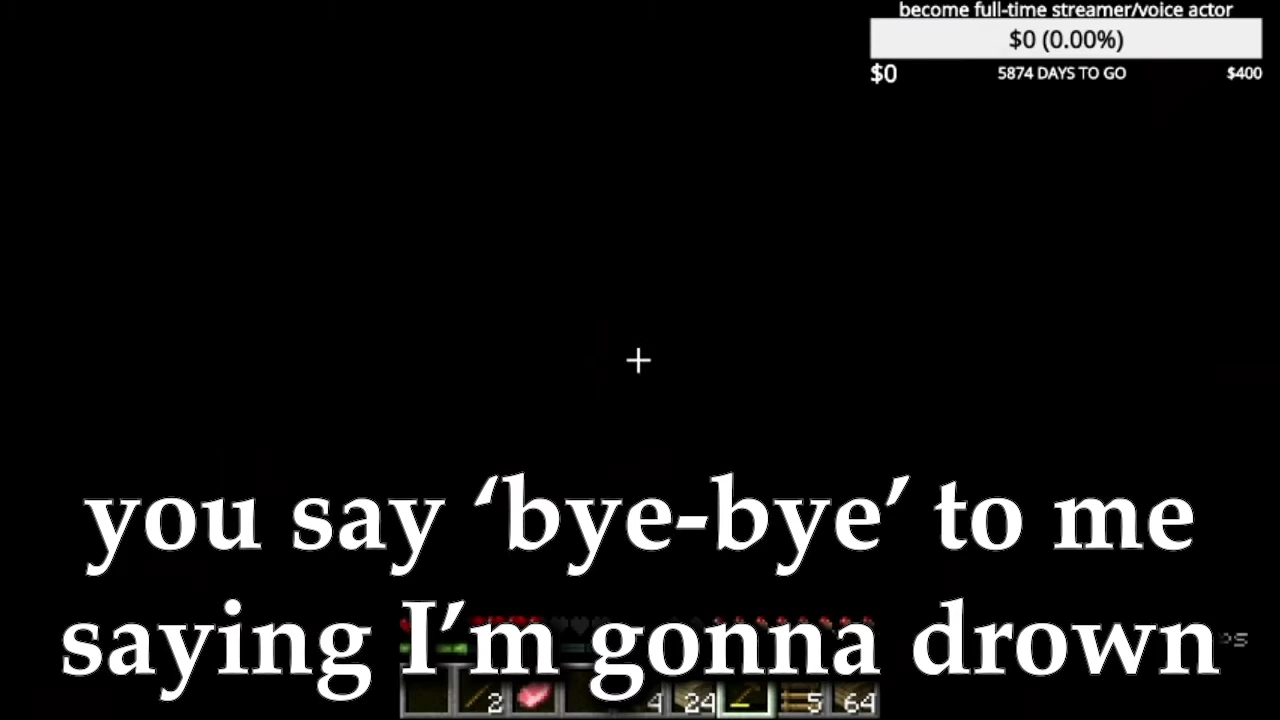 become full-time streamer/voice actor
$0 (0.00%)
$0 5874 DAYS TO GO $400
you say ‘bye-bye’ to me
saying I’m gonna drown
2 4 24 5 64